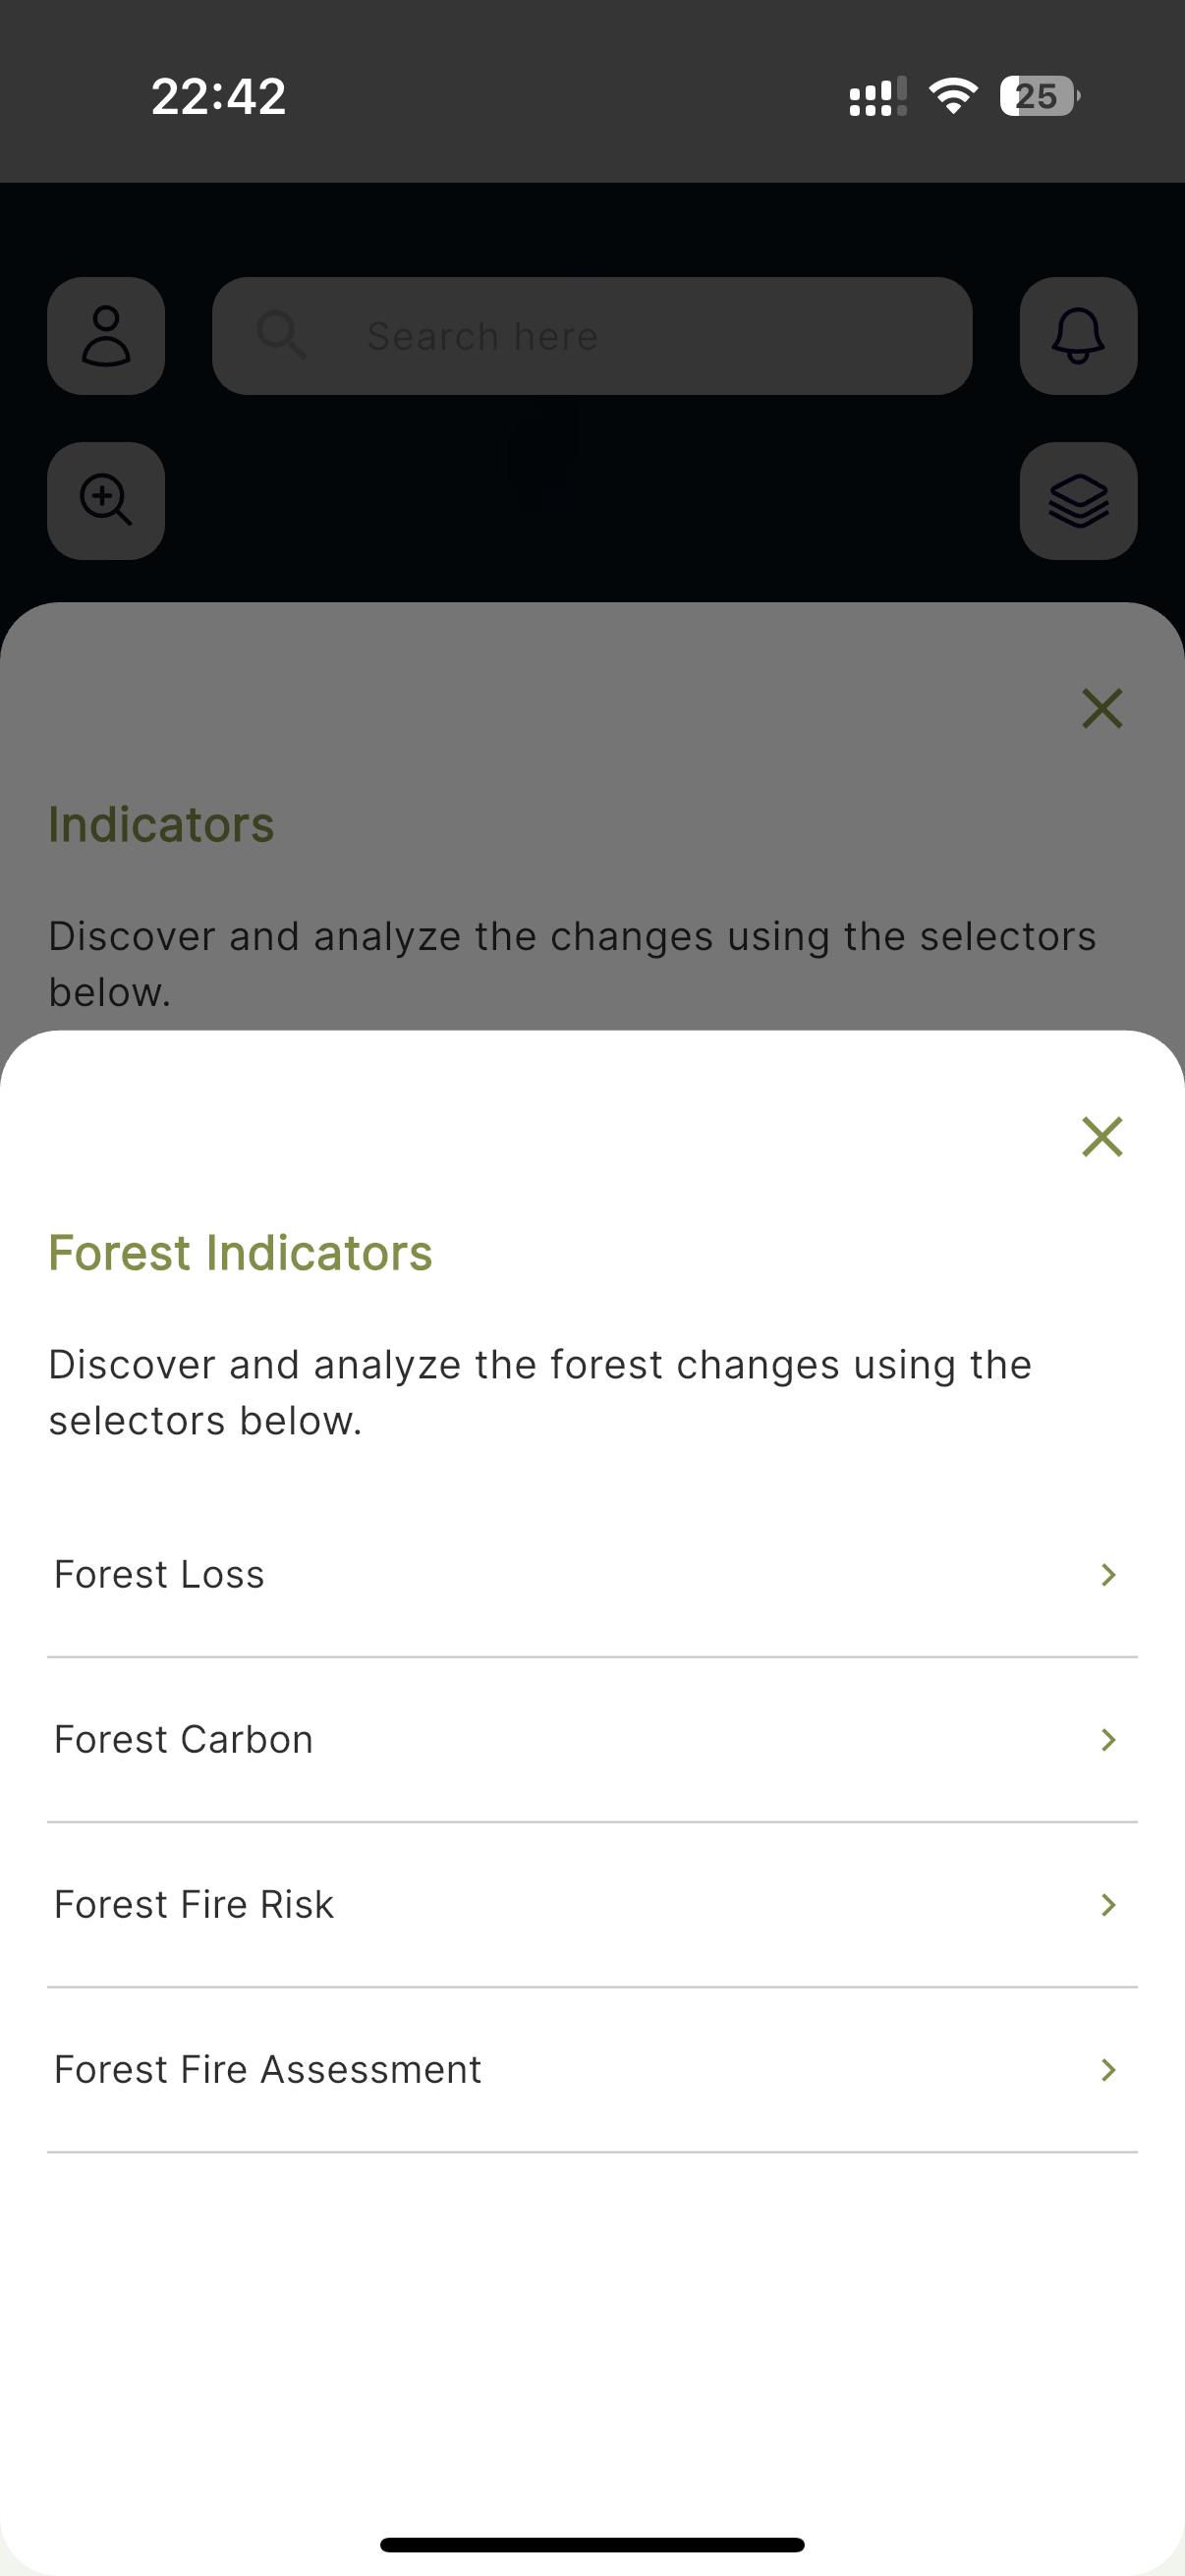 22:42
25
Search here
Indicators
Discover and analyze the changes using the selectors
below.
Forest Indicators
Discover and analyze the forest changes using the
selectors below.
Forest Loss
Forest Carbon
Forest Fire Risk
Forest Fire Assessment